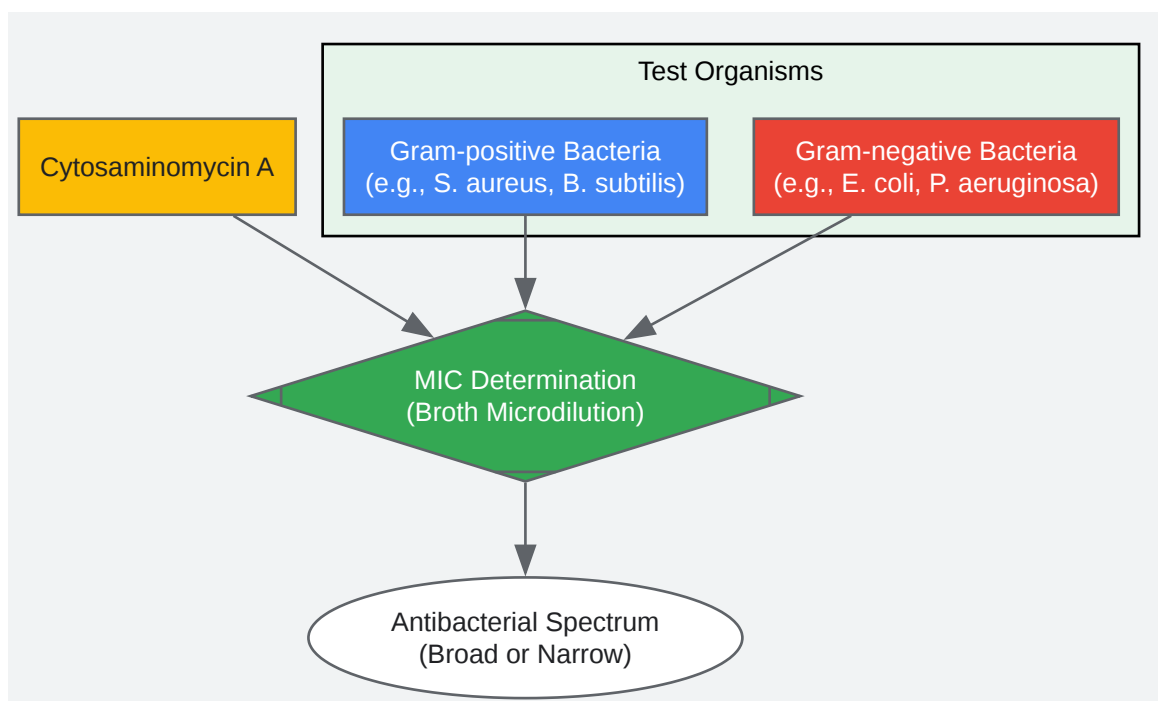 Test Organisms
Cytosaminomycin A
Gram-positive Bacteria
(e.g., S. aureus, B. subtilis)
Gram-negative Bacteria
(e.g., E. coli, P. aeruginosa)
MIC Determination
(Broth Microdilution)
Antibacterial Spectrum
(Broad or Narrow)